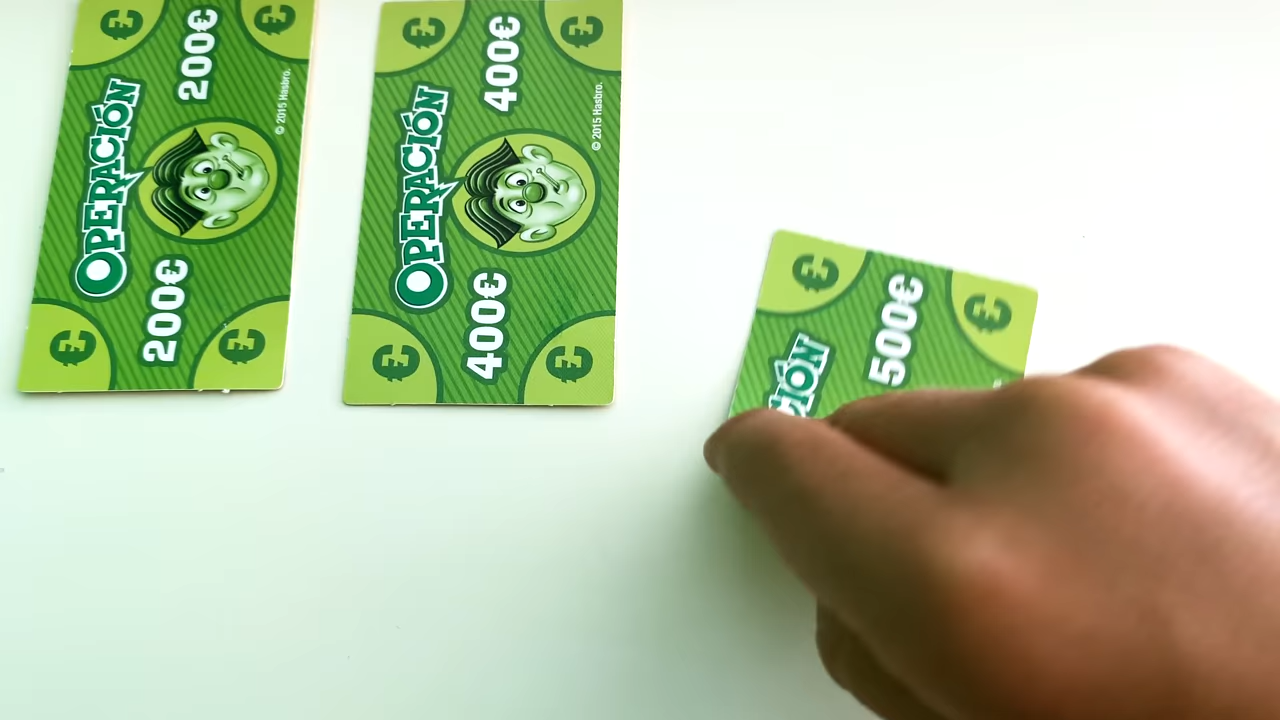 € €
200€
OPERACIÓN
© 2015 Hasbro.
200€
€ €
€ €
400€
OPERACIÓN
© 2015 Hasbro.
400€
€ €
€ €
500€
CIÓN